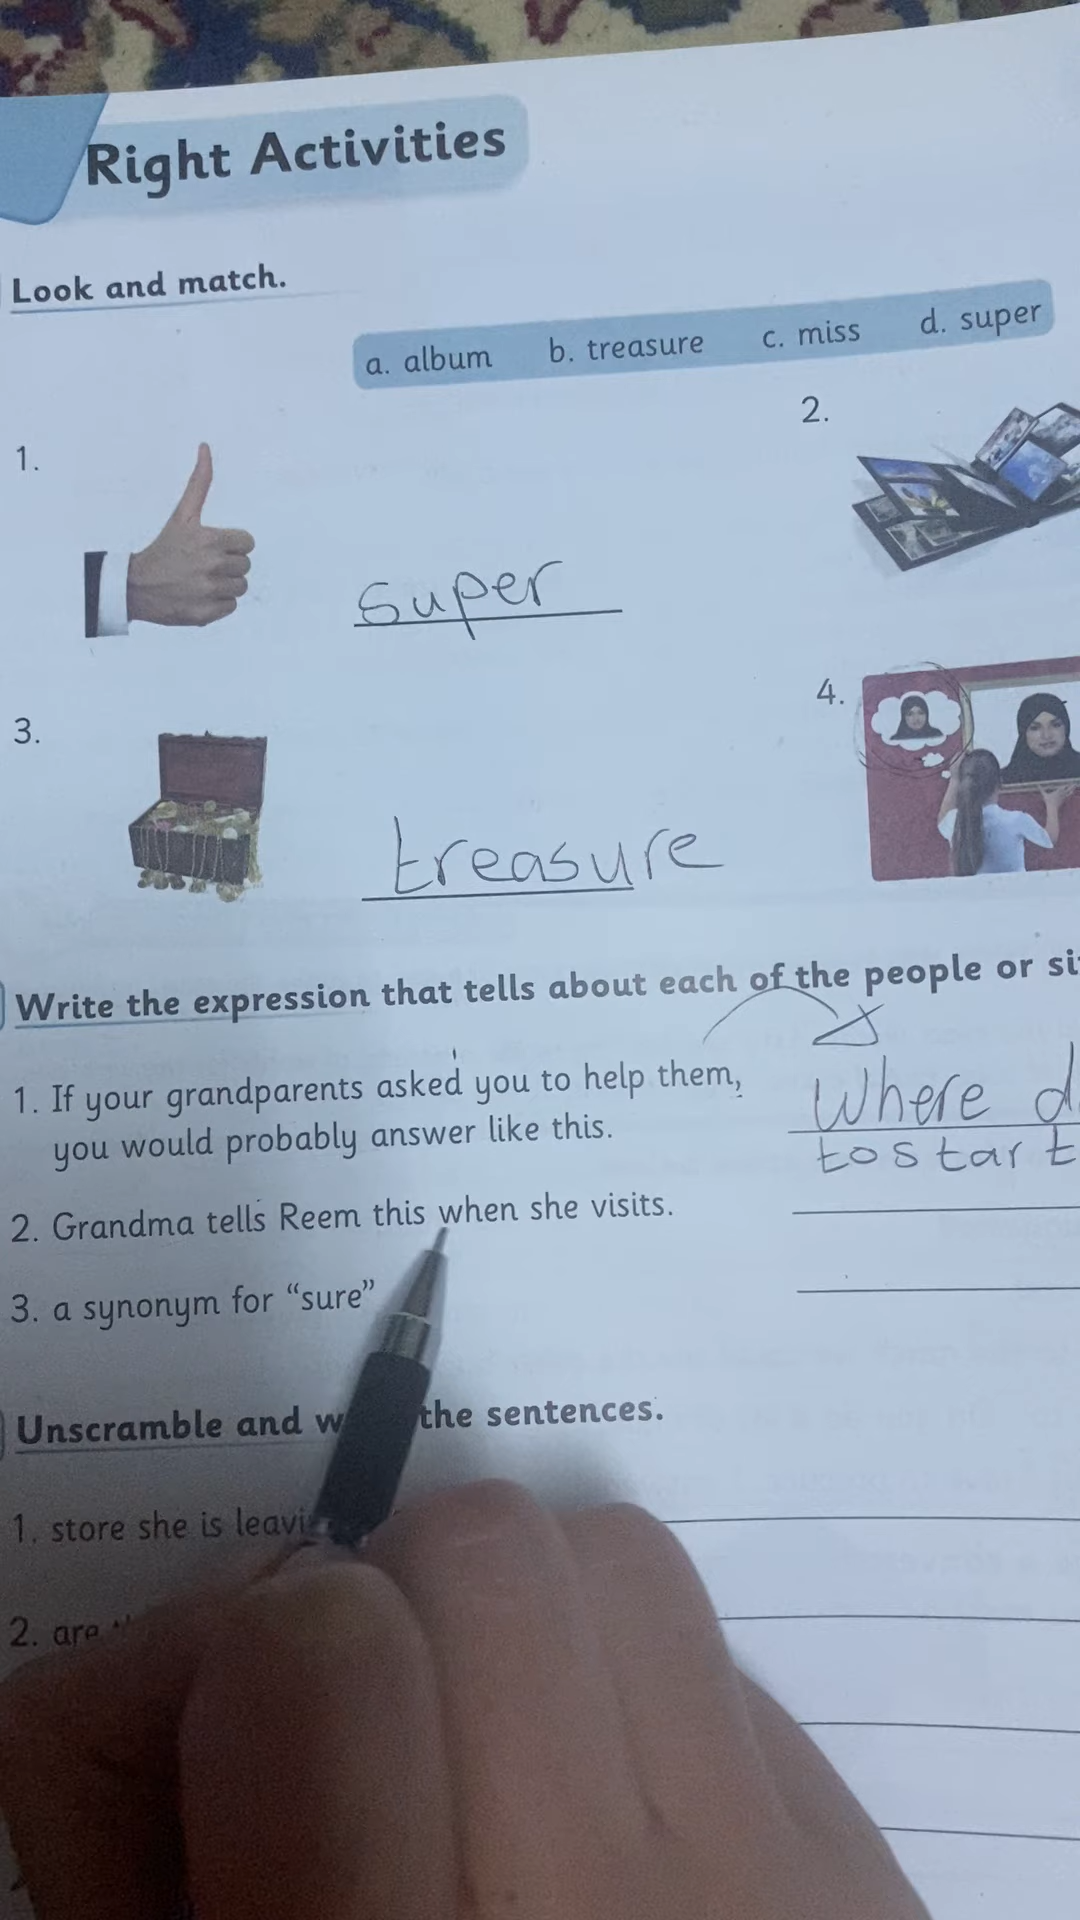 Right Activities
Look and match.
a. album b. treasure c. miss d. super
1.
2.
super
3.
4.
treasure
Write the expression that tells about each of the people or
1. If your grandparents asked you to help them,
you would probably answer like this.
Where
to start
2. Grandma tells Reem this when she visits.
3. a synonym for “sure”
Unscramble and the sentences.
1. store she is
2. are